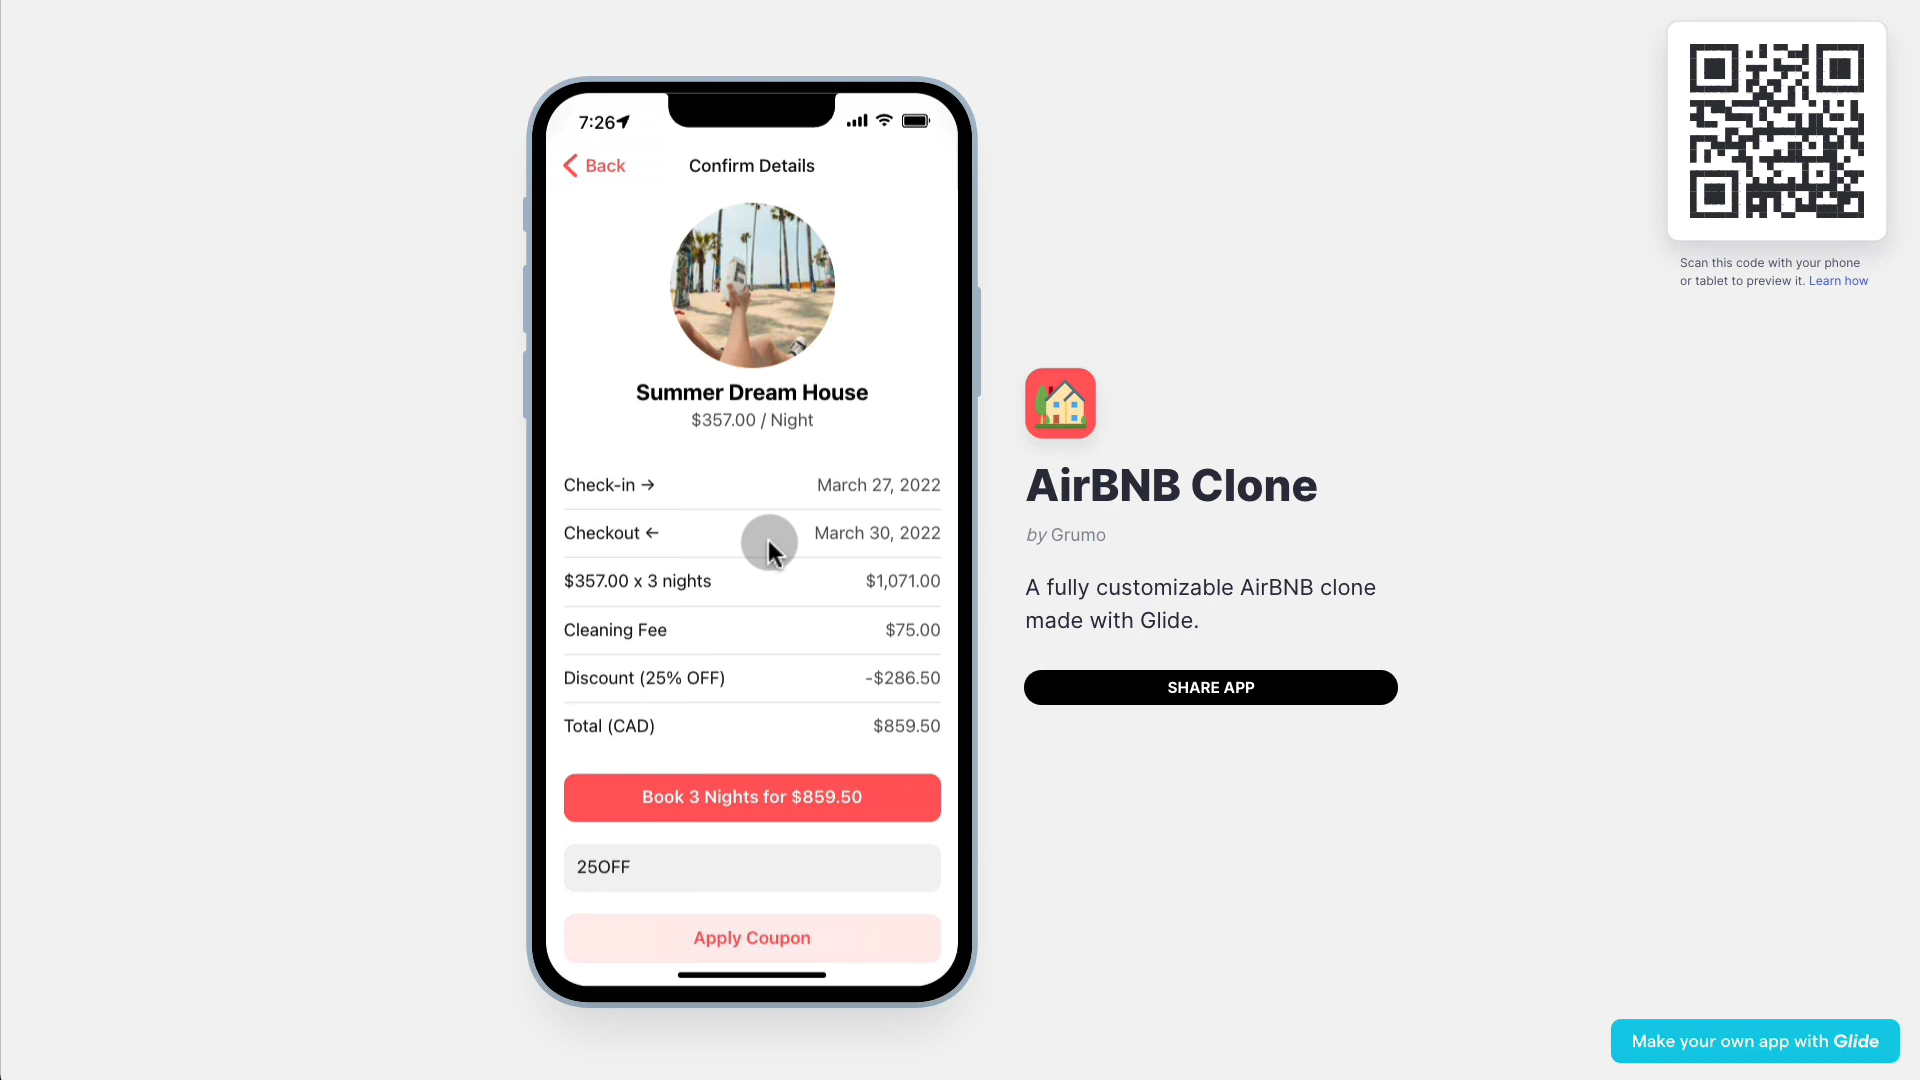 7:26
Back
Confirm Details
Summer Dream House
$357.00 / Night
Check-in →
March 27, 2022
Checkout ←
March 30, 2022
$357.00 x 3 nights
$1,071.00
Cleaning Fee
$75.00
Discount (25% OFF)
-$286.50
Total (CAD)
$859.50
Book 3 Nights for $859.50
25OFF
Apply Coupon
AirBNB Clone
by Grumo
A fully customizable AirBNB clone
made with Glide.
SHARE APP
Scan this code with your phone
or tablet to preview it. Learn how
Make your own app with Glide